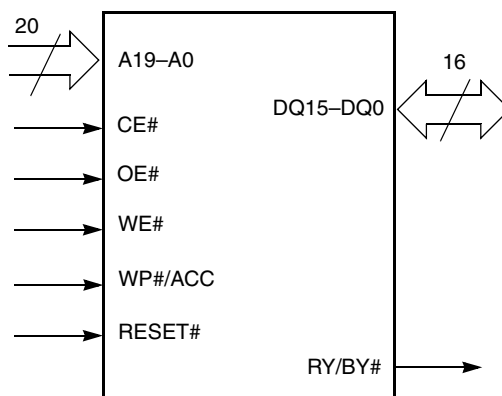 20
A19–A0
16
DQ15–DQ0
CE#
OE#
WE#
WP#/ACC
RESET#
RY/BY#